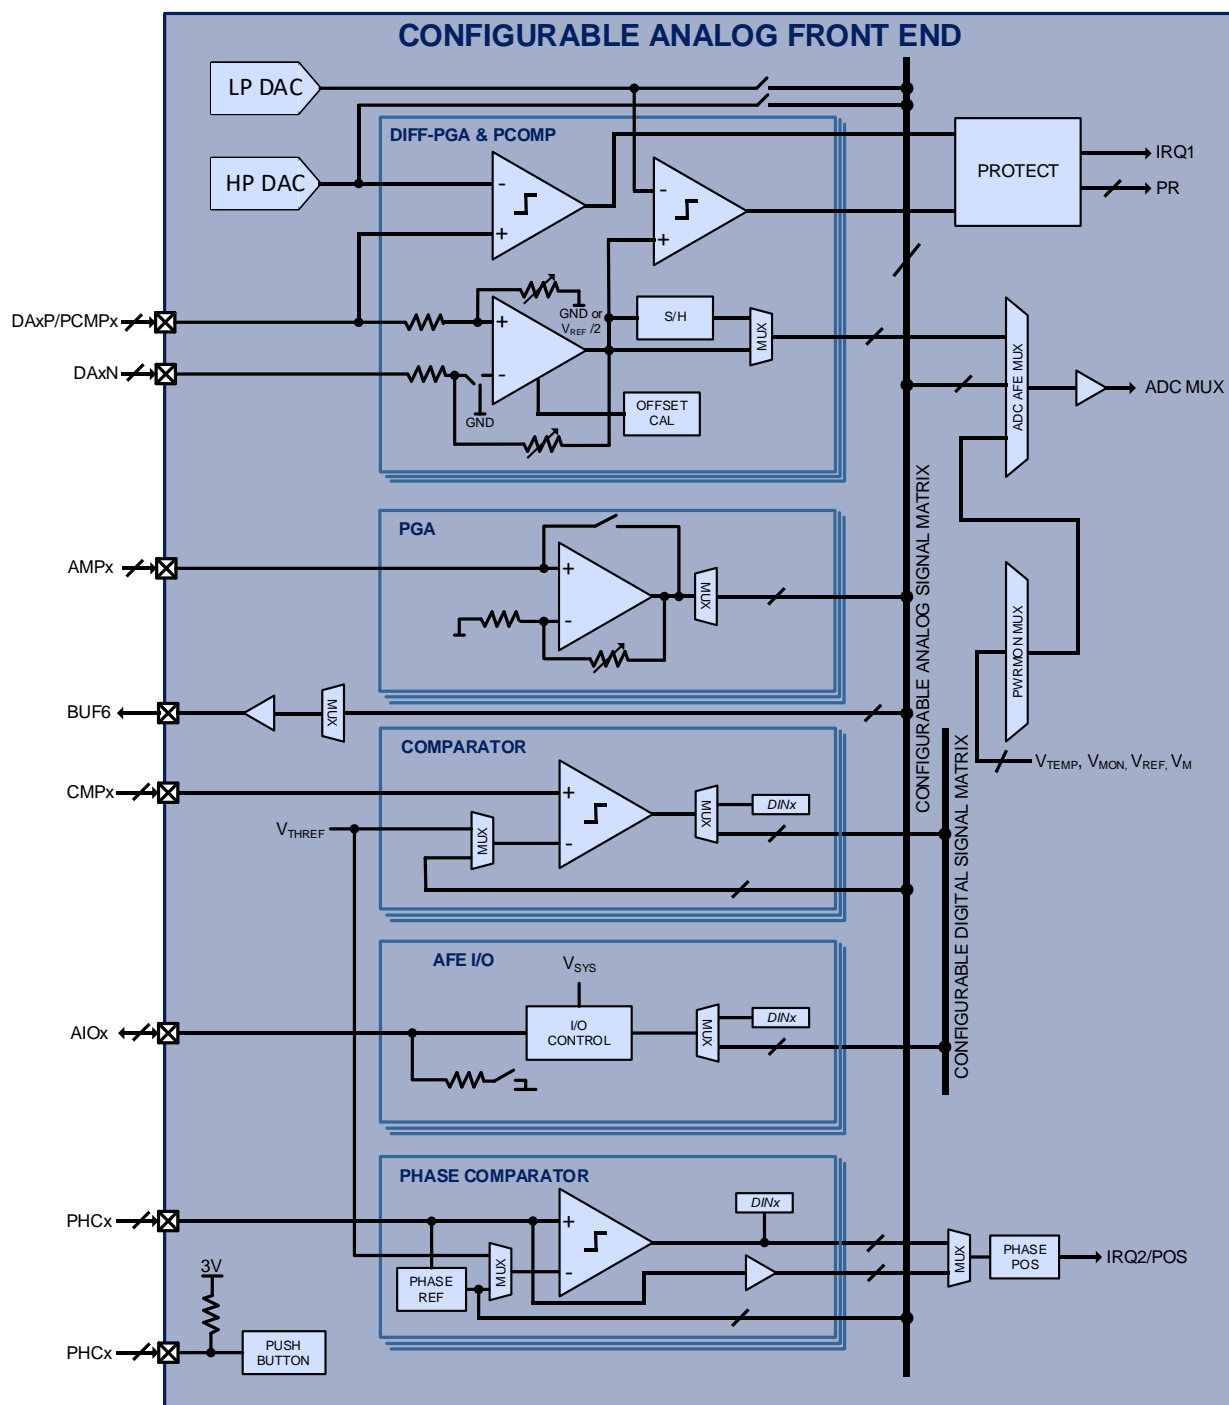 CONFIGURABLE ANALOG FRONT END
LP DAC
HP DAC
DIFF-PGA & PCOMP
-
+
-
+
PROTECT
IRQ1
PR
DAxP/PCMPx
DAxN
+
-
GND or
VREF /2
GND
S/H
MUX
OFFSET
CAL
ADC AFE MUX
ADC MUX
CONFIGURABLE ANALOG SIGNAL MATRIX
PGA
AMPx
+
-
MUX
PWRMON MUX
VTEMP, VMON, VREF, VM
BUF6
MUX
COMPARATOR
CMPx
VTHREF
MUX
+
-
MUX
DINx
CONFIGURABLE DIGITAL SIGNAL MATRIX
AFE I/O
VSYS
AIOx
I/O
CONTROL
MUX
DINx
PHASE COMPARATOR
PHCx
PHASE
REF
MUX
+
-
DINx
MUX
PHASE
POS
IRQ2/POS
3V
PHCx
PUSH
BUTTON